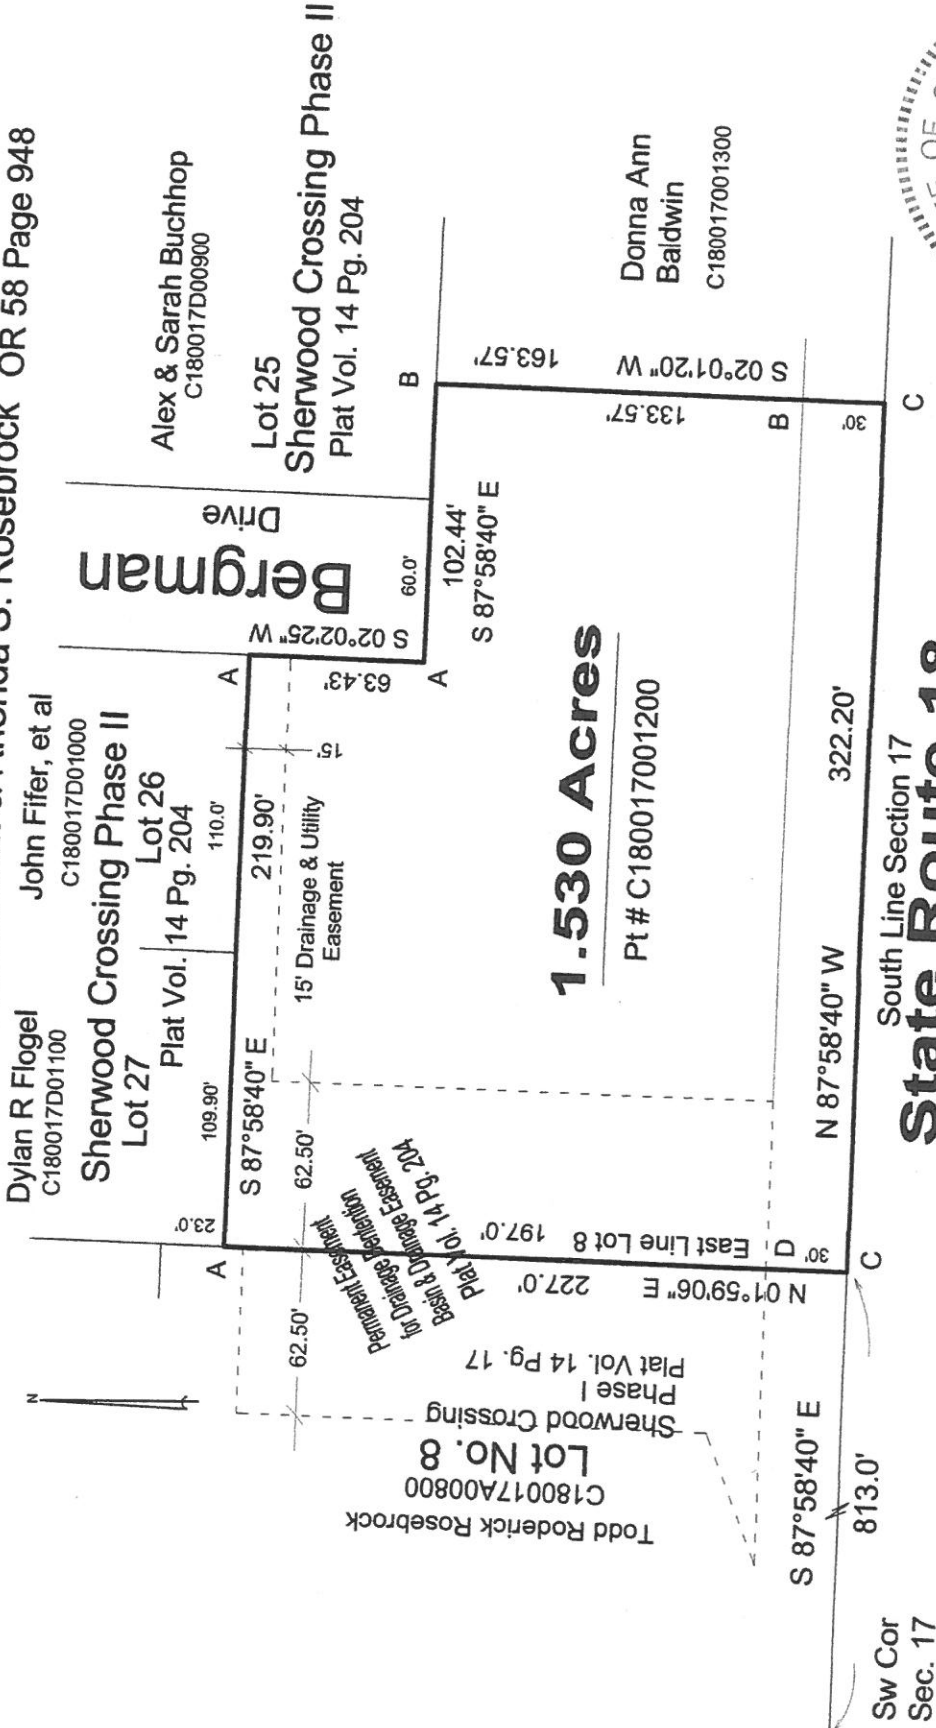 Rhonda S. Rosebrock OR 58 Page 948
Dylan R Flogel
C180017D01100
John Fifer, et al
C180017D01000
Sherwood Crossing Phase II
Lot 27
Lot 26
Plat Vol. 14 Pg. 204
109.90'
110.0'
23.0'
A
S 87°58'40" E
219.90'
A
Alex & Sarah Buchhop
C180017D00900
Lot 25
Sherwood Crossing Phase II
Plat Vol. 14 Pg. 204
Bergman
Drive
60.0'
B
S 02°02'25" W
63.43'
A
102.44'
S 87°58'40" E
Donna Ann
Baldwin
C180017001300
163.57'
S 02°01'20" W
133.57'
B
30'
C
15'
15' Drainage & Utility
Easement
62.50'
62.50'
Permanent Easement
for Drainage Rentention
Basin & Drainage Easement
Plat Vol. 14 Pg. 204
1.530 Acres
Pt # C180017001200
N
Todd Roderick Rosebrock
C180017A00800
Lot No. 8
Sherwood Crossing
Phase I
Plat Vol. 14 Pg. 17
N 01°59'06" E
227.0'
East Line Lot 8
197.0'
D
30'
C
N 87°58'40" W
322.20'
South Line Section 17
State Route 18
S 87°58'40" E
813.0'
Sw Cor
Sec. 17
OF